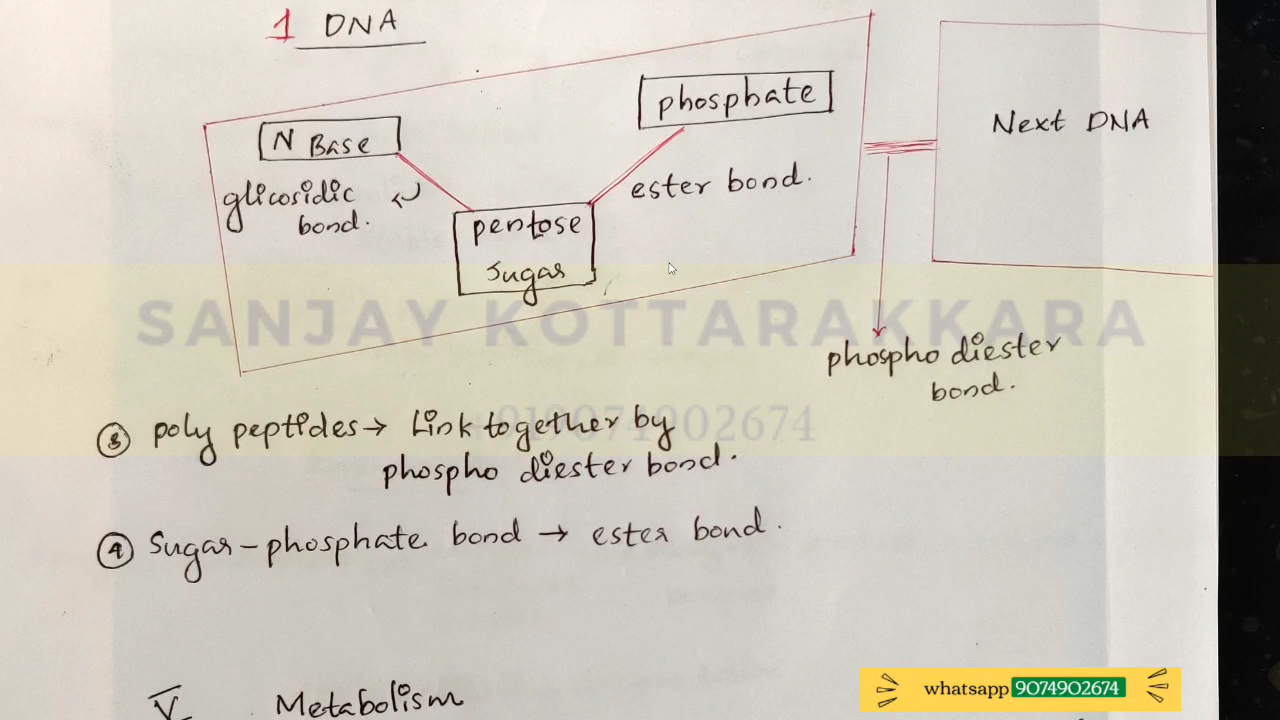 1 DNA
phosphate
N Base
Next DNA
glicosidic
bond.
ester bond.
pentose
sugar
SANJAY KOTTARAKKARA
phospho diester
bond.
③ poly peptides → Link together by
phospho diester bond.
+919074902674
④ Sugar-phosphate bond → ester bond.
V Metabolism
whatsapp 9074902674